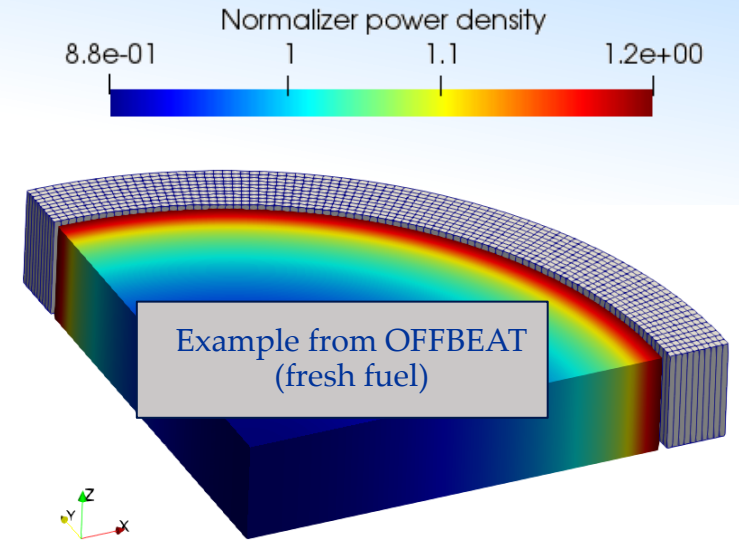 Normalizer power density
8.8e-01 1 1.1 1.2e+00
Example from OFFBEAT
(fresh fuel)
Z
Y
X